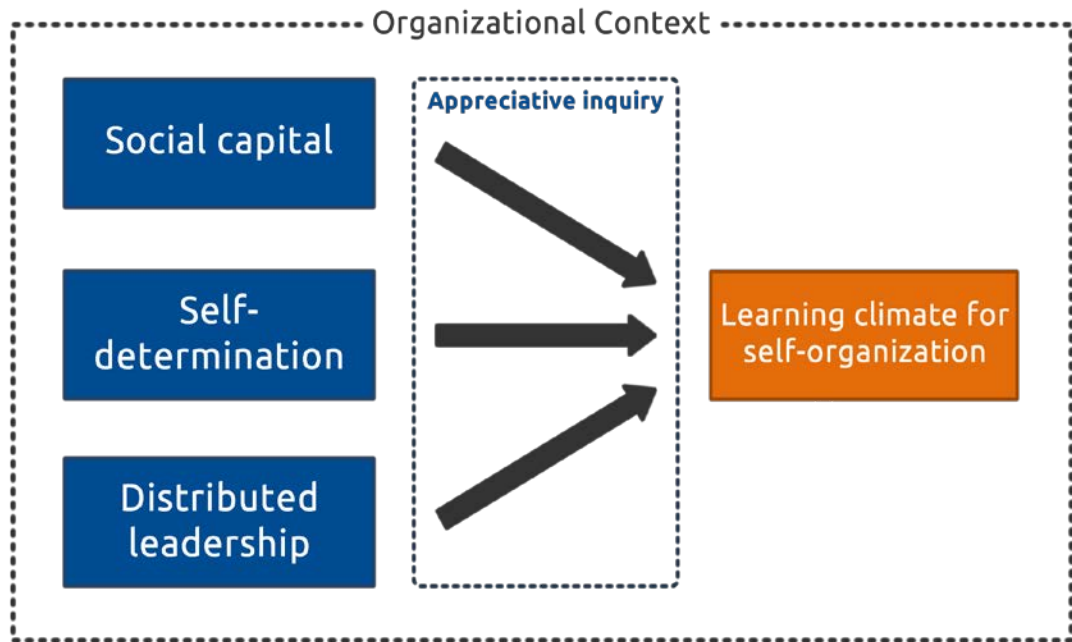 Organizational Context
Appreciative inquiry
Social capital
Self-
determination
Distributed
leadership
Learning climate for
self-organization